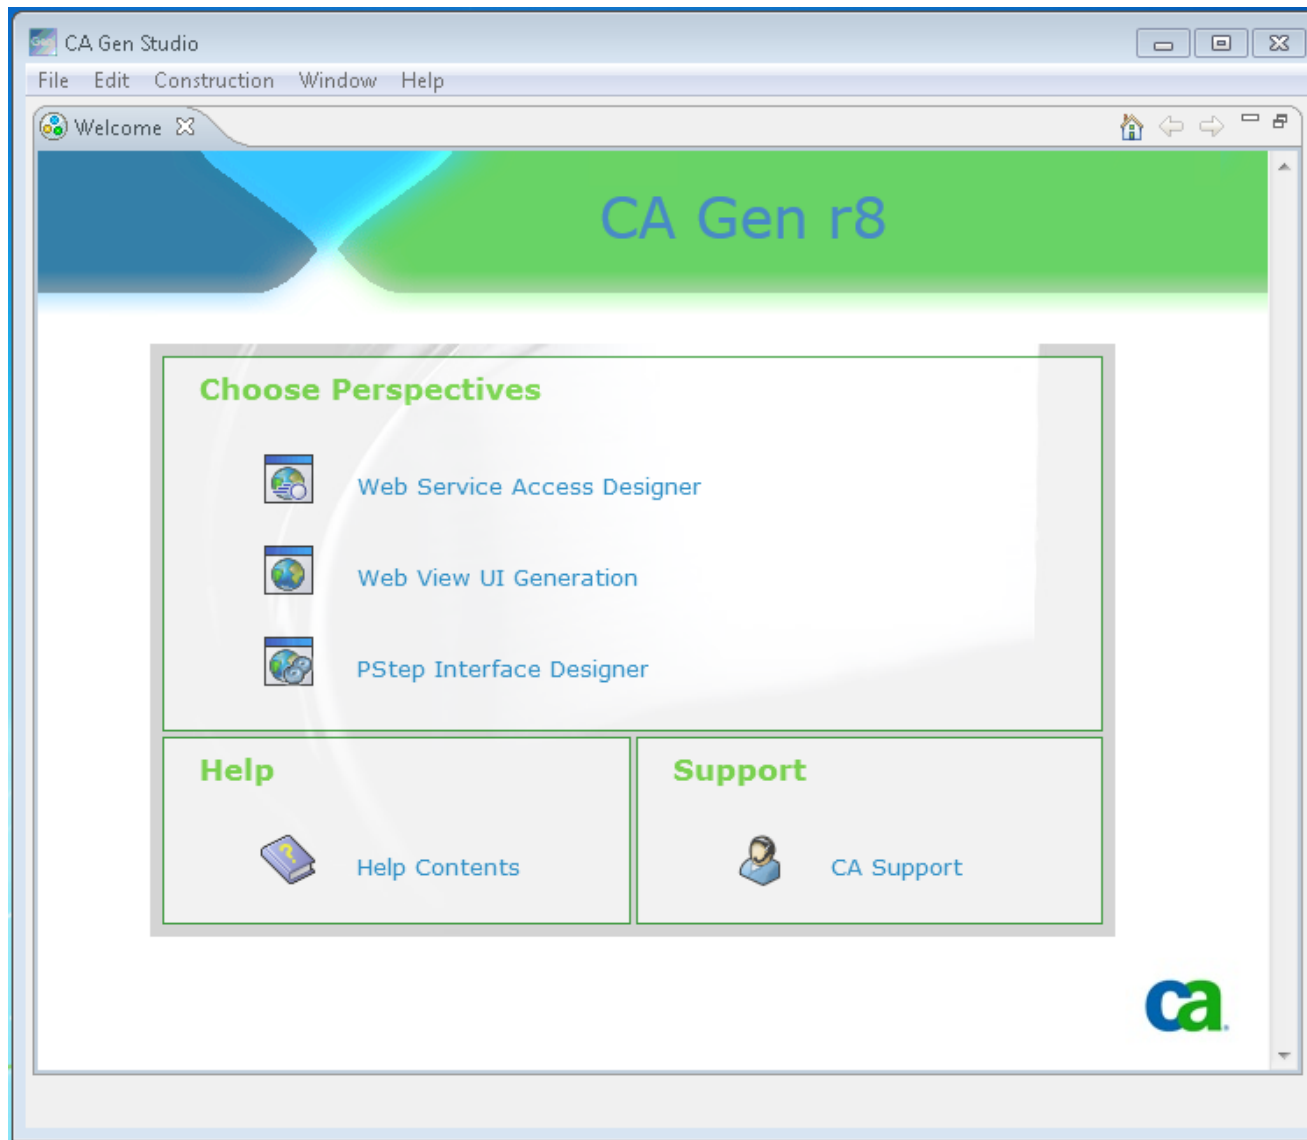 CA Gen Studio
File Edit Construction Window Help
Welcome
CA Gen r8
Choose Perspectives
Web Service Access Designer
Web View UI Generation
PStep Interface Designer
Help
Help Contents
Support
CA Support
ca